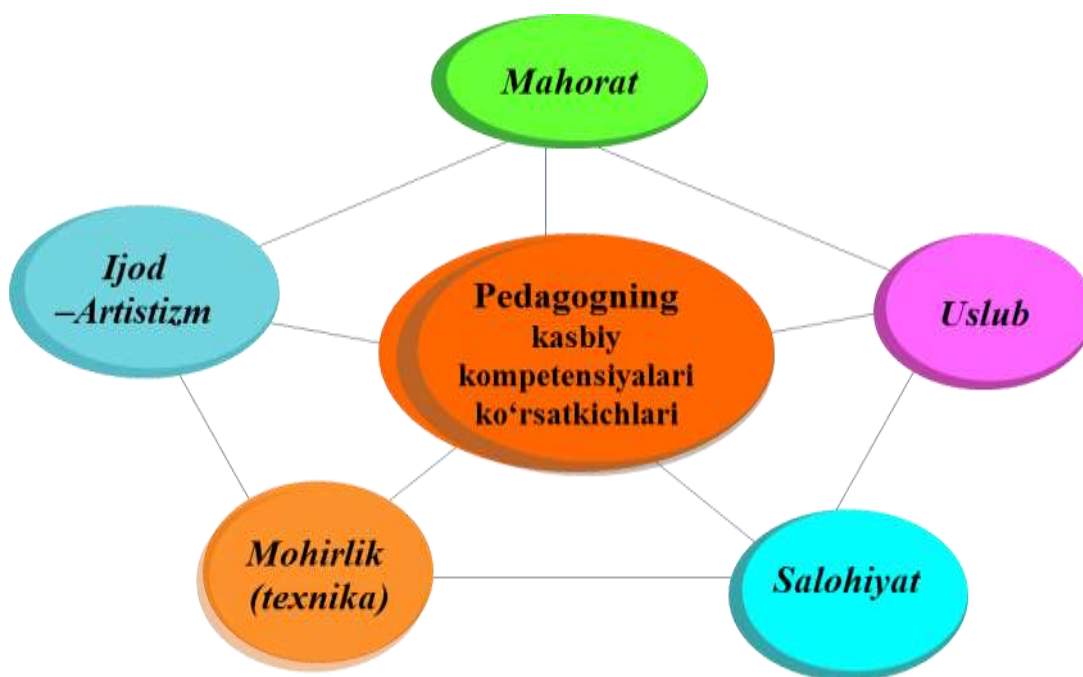 Mahorat
Ijod
–Artistizm
Pedagogning
kasbiy
kompetensiyalari
ko‘rsatkichlari
Uslub
Mohirlik
(texnika)
Salohiyat